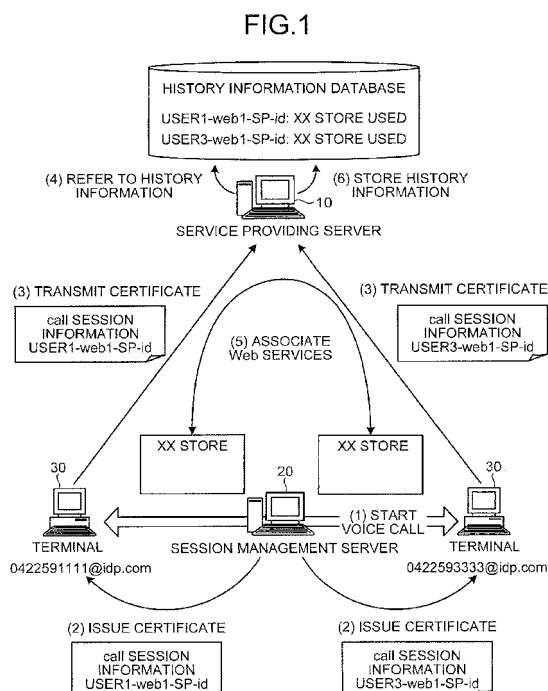 FIG.1
HISTORY INFORMATION DATABASE
USER1-web1-SP-id: XX STORE USED
USER3-web1-SP-id: XX STORE USED
(4) REFER TO HISTORY
INFORMATION
(6) STORE HISTORY
INFORMATION
10
SERVICE PROVIDING SERVER
(3) TRANSMIT CERTIFICATE
call SESSION
INFORMATION
USER1-web1-SP-id
(3) TRANSMIT CERTIFICATE
call SESSION
INFORMATION
USER3-web1-SP-id
(5) ASSOCIATE
Web SERVICES
XX STORE
XX STORE
30
20
30
(1) START
VOICE CALL
TERMINAL
SESSION MANAGEMENT SERVER
TERMINAL
0422591111@idp.com
0422593333@idp.com
(2) ISSUE CERTIFICATE
(2) ISSUE CERTIFICATE
call SESSION
INFORMATION
USER1-web1-SP-id
call SESSION
INFORMATION
USER3-web1-SP-id